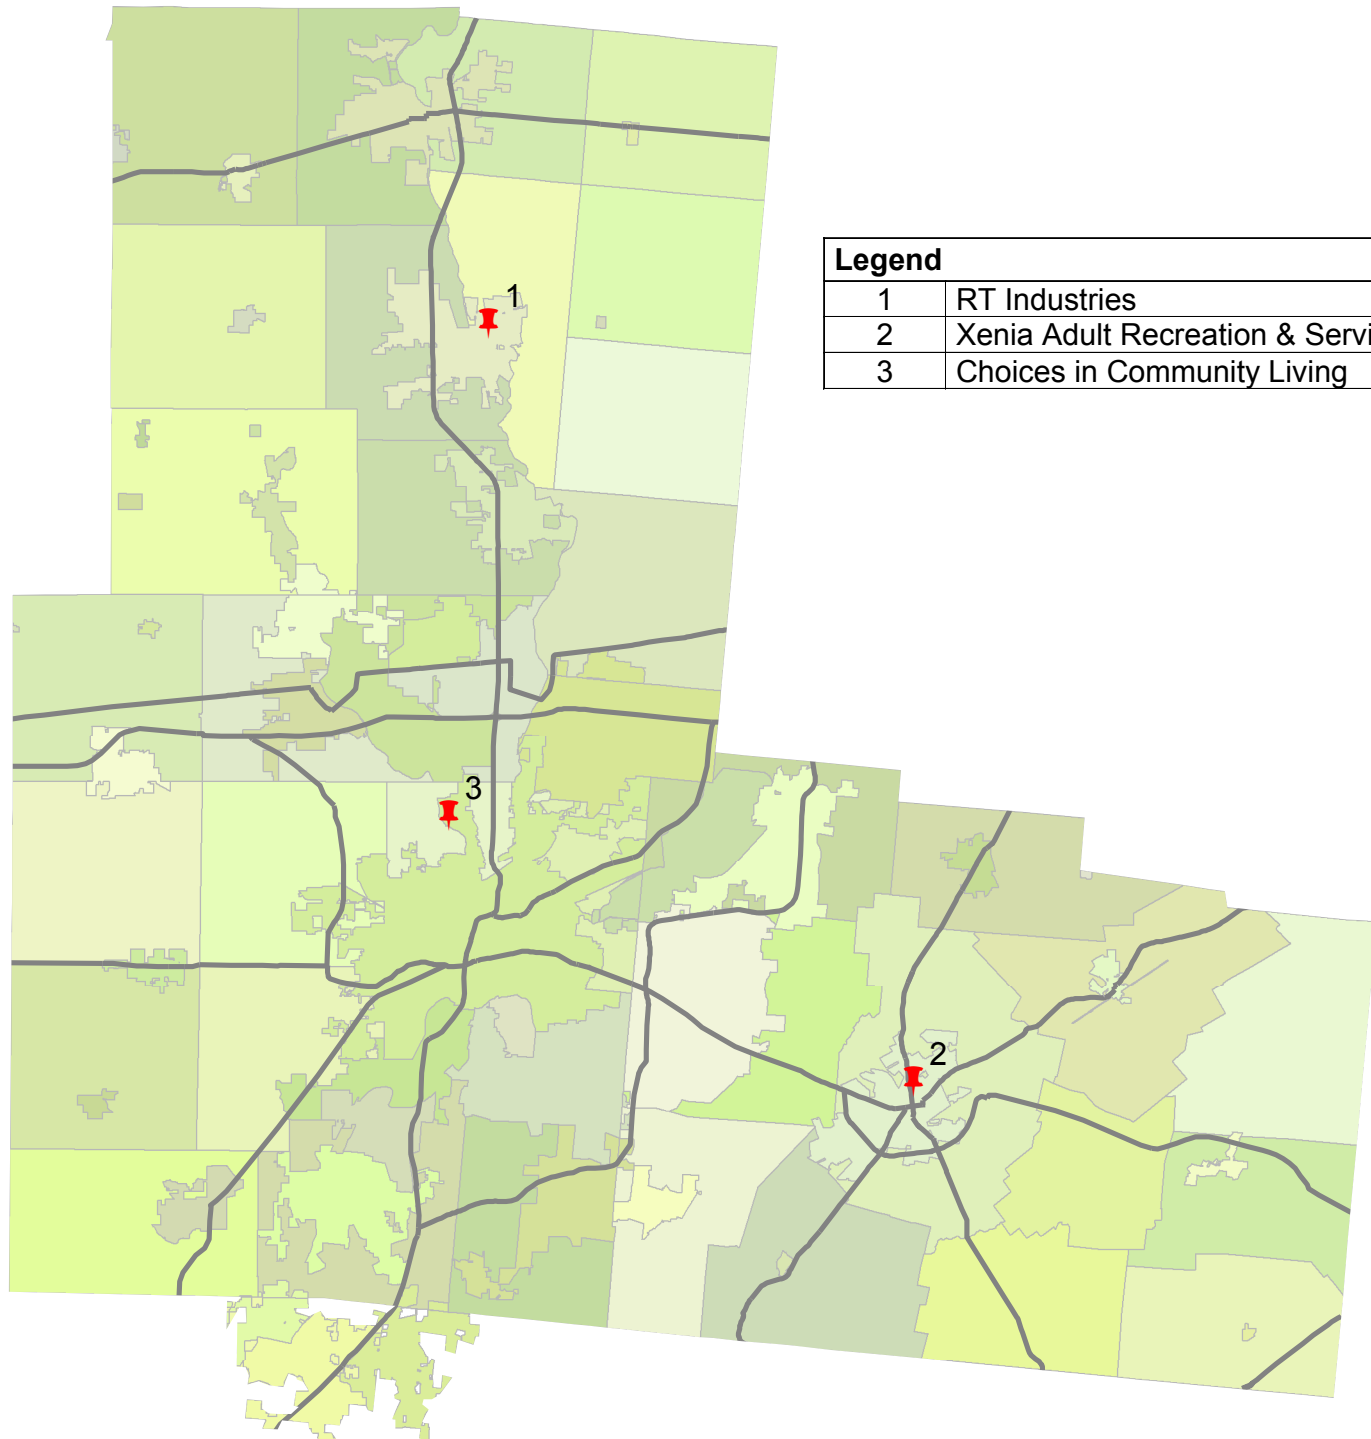 1
Legend
1 RT Industries
2 Xenia Adult Recreation & Servi
3 Choices in Community Living
3
2